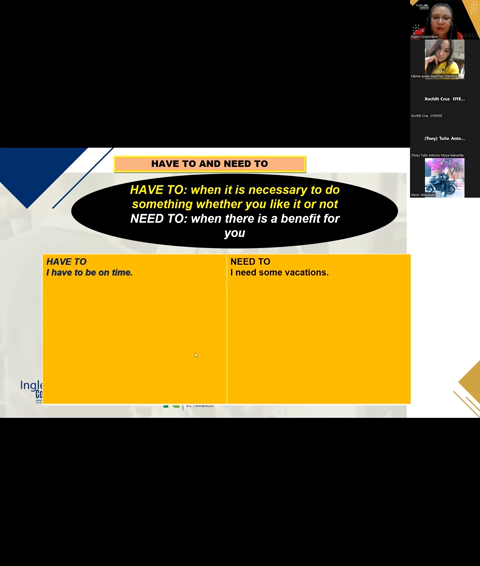 HAVE TO AND NEED TO
HAVE TO: when it is necessary to do
something whether you like it or not
NEED TO: when there is a benefit for
you
HAVE TO
I have to be on time.
NEED TO
I need some vacations.
Ingle
Xochilt Cruz OYE...
(Tony) Tulio Anto...